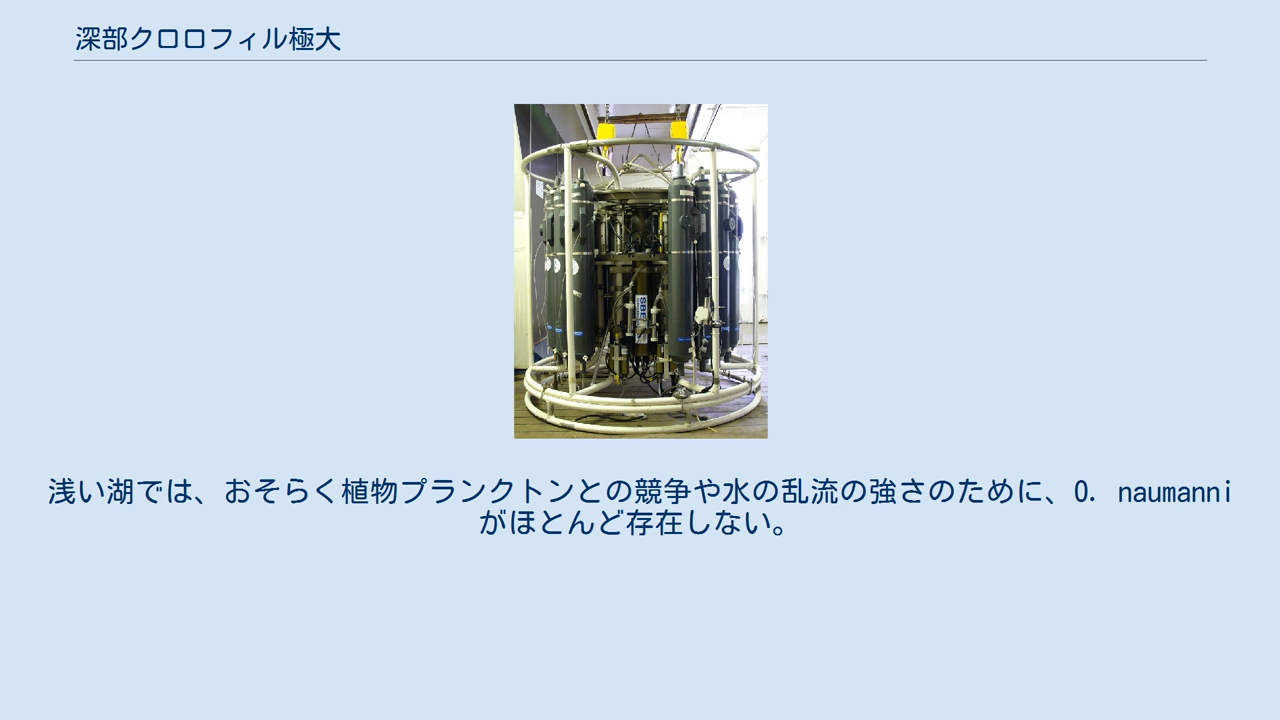 深部クロロフィル極大
SBE
浅い湖では、おそらく植物プランクトンとの競争や水の乱流の強さのために、O. naumanni
がほとんど存在しない。